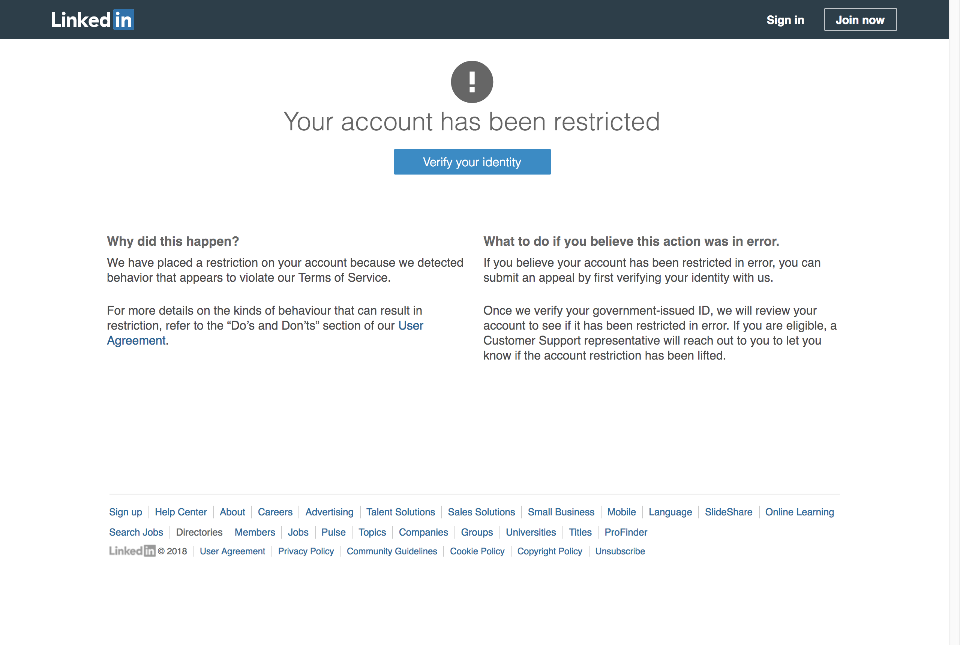 Linked in
Sign in
Join now
!
Your account has been restricted
Verify your identity
Why did this happen?
We have placed a restriction on your account because we detected
behavior that appears to violate our Terms of Service.
For more details on the kinds of behaviour that can result in
restriction, refer to the “Do’s and Don’ts” section of our User
Agreement.
What to do if you believe this action was in error.
If you believe your account has been restricted in error, you can
submit an appeal by first verifying your identity with us.
Once we verify your government-issued ID, we will review your
account to see if it has been restricted in error. If you are eligible, a
Customer Support representative will reach out to you to let you
know if the account restriction has been lifted.
Sign up Help Center About Careers Advertising Talent Solutions Sales Solutions Small Business Mobile Language SlideShare Online Learning
Search Jobs Directories Members Jobs Pulse Topics Companies Groups Universities Titles ProFinder
Linked in © 2018 User Agreement Privacy Policy Community Guidelines Cookie Policy Copyright Policy Unsubscribe